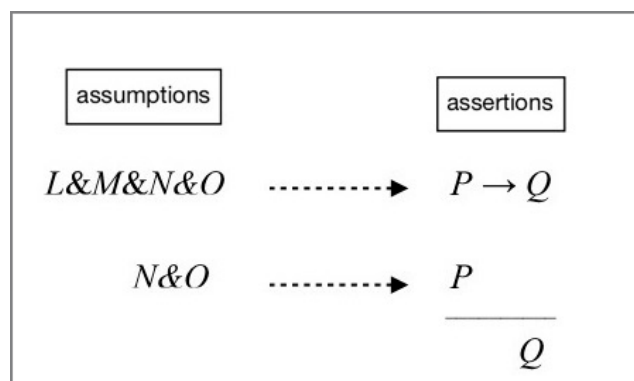 assumptions assertions
L&M&N&O P → Q
N&O P
Q